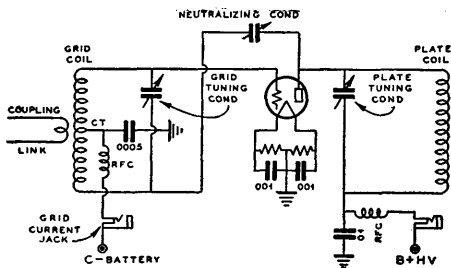 NEUTRALIZING COND
GRID
COIL
PLATE
COIL
GRID
TUNING
COND
PLATE
TUNING
COND
COUPLING
LINK
CT
.0005
RFC
.001
.001
GRID
CURRENT
JACK
C-BATTERY
.01
RFC
B+HV